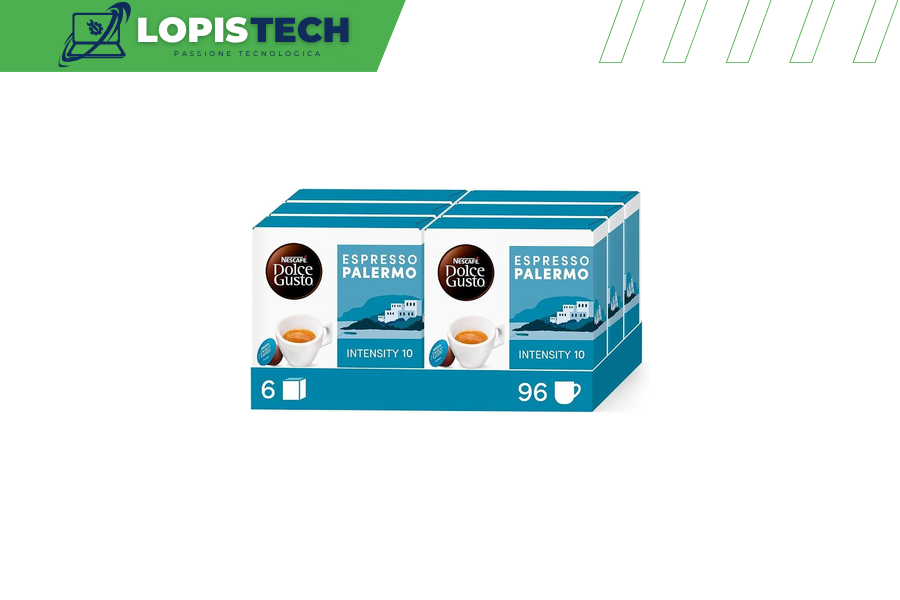 LOPISTECH
PASSIONE TECNOLOGICA
NESCAFÉ
Dolce
Gusto
ESPRESSO
PALERMO
INTENSITY 10
NESCAFÉ
Dolce
Gusto
ESPRESSO
PALERMO
INTENSITY 10
6
96